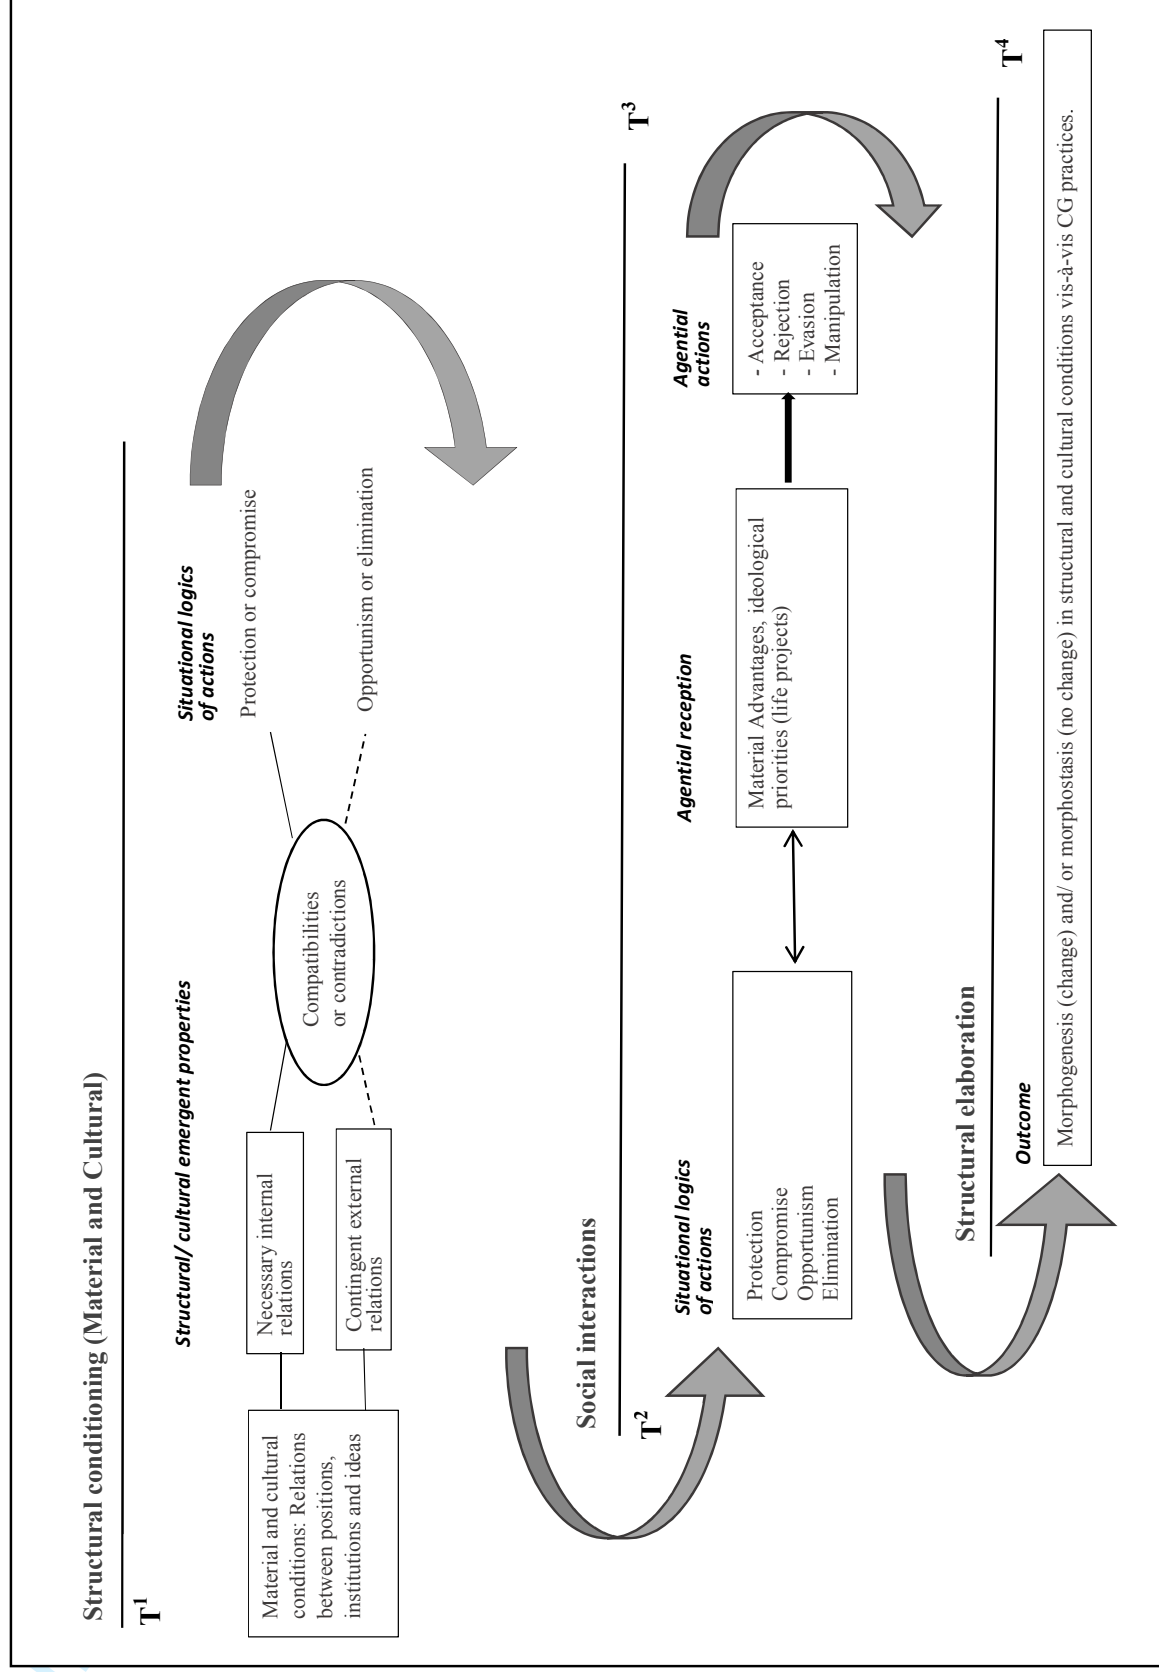 Structural conditioning (Material and Cultural)
T1
Structural/ cultural emergent properties
Situational logics
of actions
Material and cultural
conditions: Relations
between positions,
institutions and ideas
Necessary internal
relations
Contingent external
relations
Compatibilities
or contradictions
Protection or compromise
Opportunism or elimination
Social interactions
T2
T3
Situational logics
of actions
Agential reception
Agential
actions
Protection
Compromise
Opportunism
Elimination
Material Advantages, ideological
priorities (life projects)
- Acceptance
- Rejection
- Evasion
- Manipulation
Structural elaboration
T4
Outcome
Morphogenesis (change) and/ or morphostasis (no change) in structural and cultural conditions vis-à-vis CG practices.